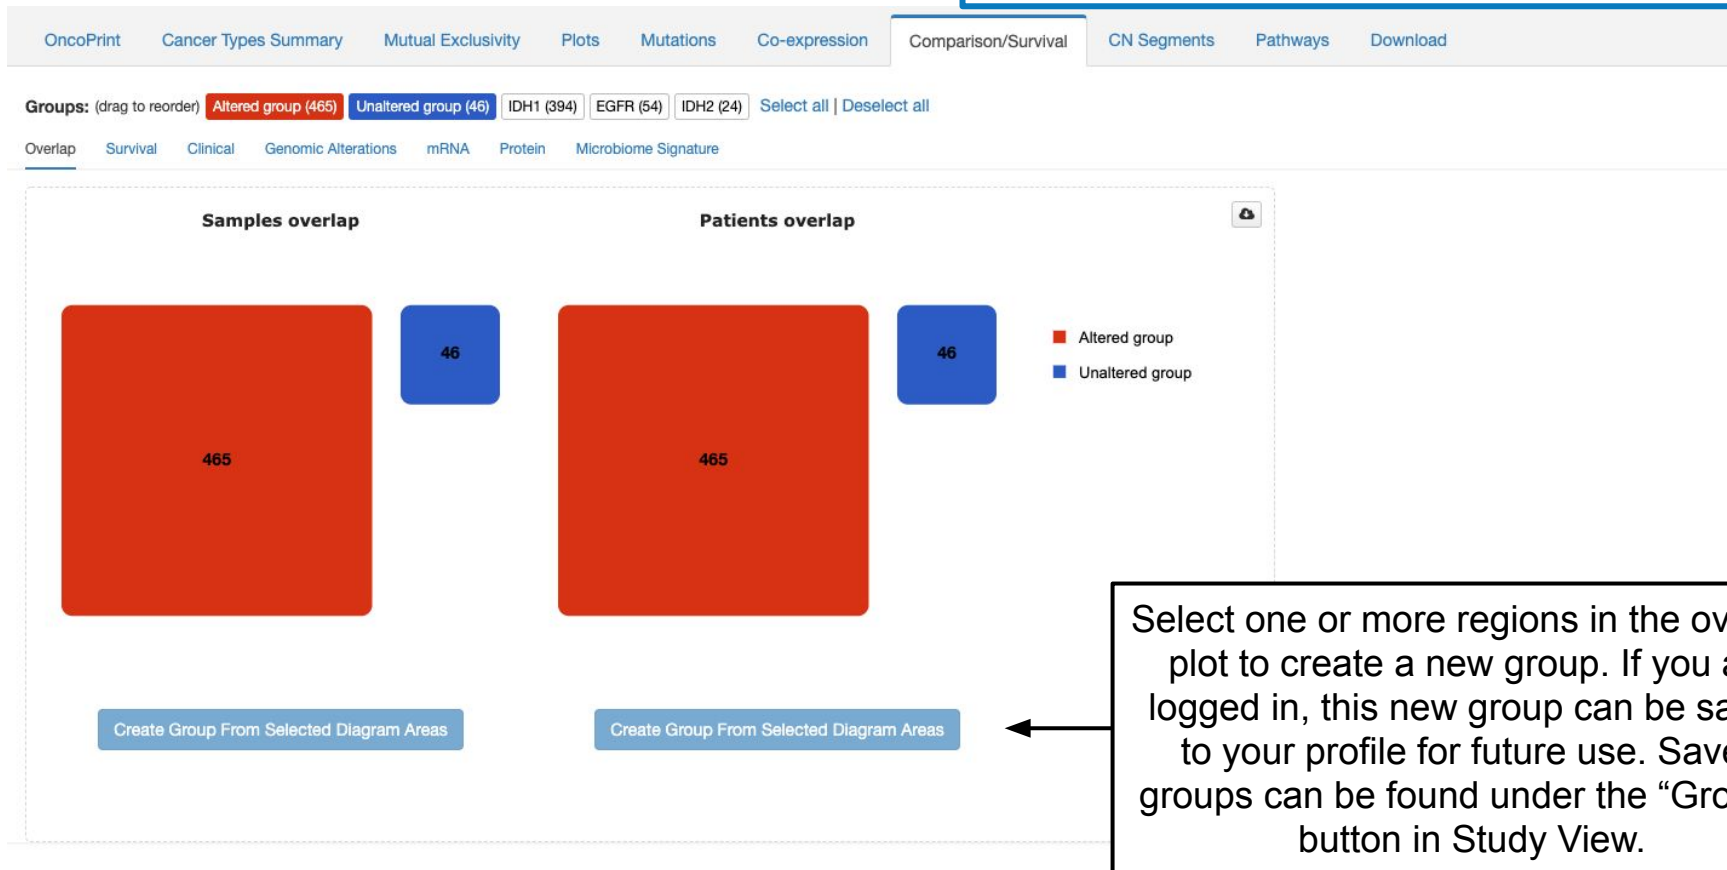 OncoPrint Cancer Types Summary Mutual Exclusivity Plots Mutations Co-expression Comparison/Survival CN Segments Pathways Download
Groups: (drag to reorder) Altered group (465) Unaltered group (46) IDH1 (394) EGFR (54) IDH2 (24) Select all | Deselect all
Overlap Survival Clinical Genomic Alterations mRNA Protein Microbiome Signature
Samples overlap Patients overlap
46 46
465 465
Altered group
Unaltered group
Create Group From Selected Diagram Areas Create Group From Selected Diagram Areas
Select one or more regions in the
plot to create a new group. If you
logged in, this new group can be
to your profile for future use.
groups can be found under the
button in Study View.